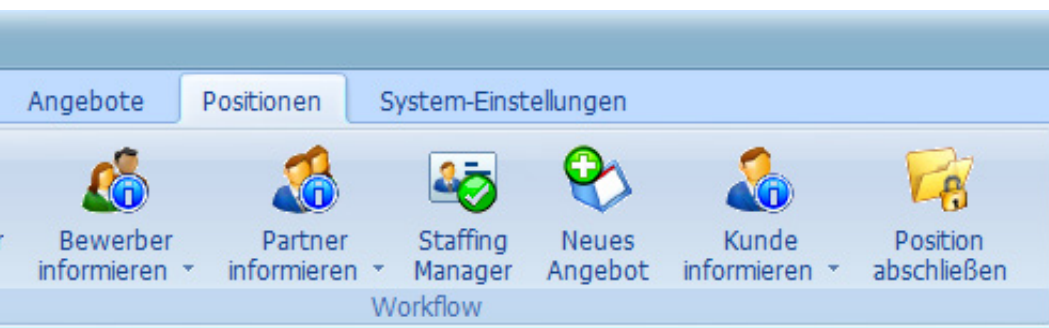 Angebote Positionen System-Einstellungen
Bewerber Partner Staffing Neues Kunde Position
informieren informieren Manager Angebot informieren abschließen
Workflow